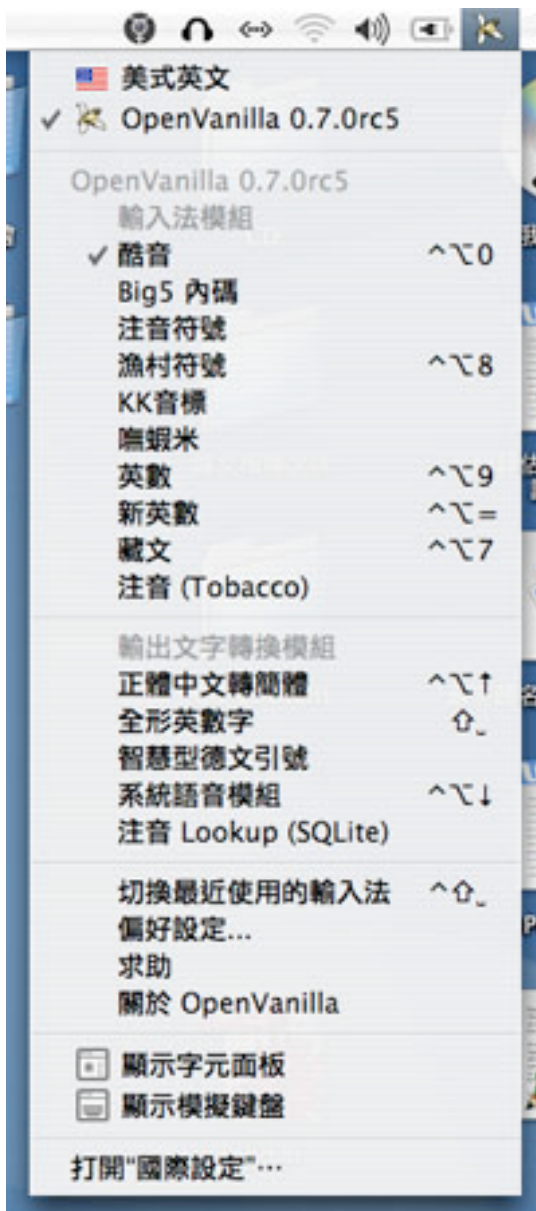 美式英文
✓ OpenVanilla 0.7.0rc5
OpenVanilla 0.7.0rc5
輸入法模組
✓ 酷音 ^⌥0
Big5 內碼
注音符號
漁村符號 ^⌥8
KK音標
嘸蝦米
英數 ^⌥9
新英數 ^⌥=
藏文 ^⌥7
注音 (Tobacco)
輸出文字轉換模組
正體中文轉簡體 ^⌥↑
全形英數字 ⇧_
智慧型德文引號
系統語音模組 ^⌥↓
注音 Lookup (SQLite)
切換最近使用的輸入法 ^⇧_
偏好設定...
求助
關於 OpenVanilla
顯示字元面板
顯示模擬鍵盤
打開“國際設定”…